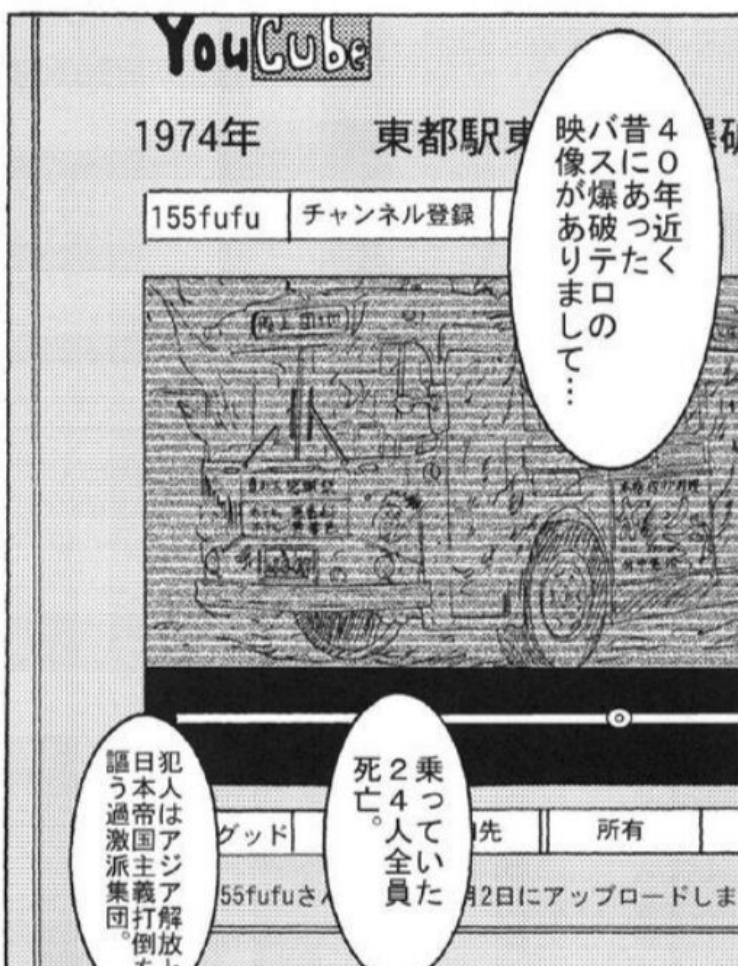 YouCube
1974年 東都駅東
155fufu
チャンネル登録
40年近く
昔にあった
バス爆破テロの
映像がありまして…
乗っていた
24人全員
死亡。
犯人はアジア解放と
日本帝国主義打倒を
謳う過激派集団。
グッド
先
所有
55fufuさん
月2日にアップロードしま